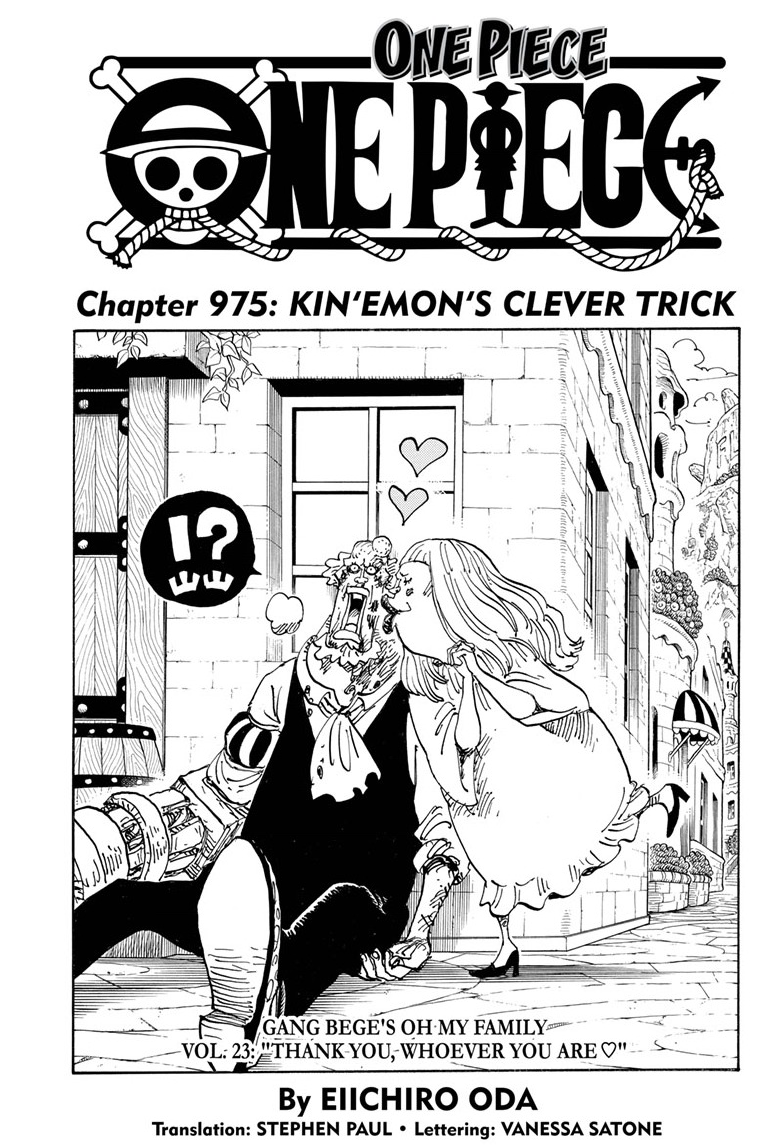 ONE PIECE
ONE PIECE
Chapter 975: KIN'EMON'S CLEVER TRICK
!?
GANG BEGE'S OH MY FAMILY
VOL. 23: "THANK YOU, WHOEVER YOU ARE ♡"
By EIICHIRO ODA
Translation: STEPHEN PAUL • Lettering: VANESSA SATONE